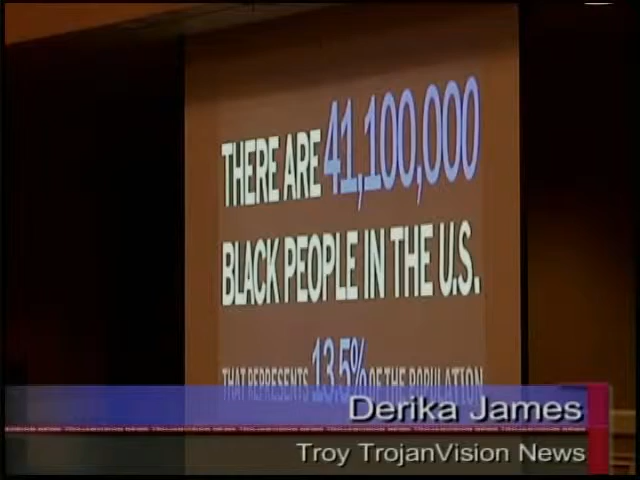 THERE ARE 41,100,000
BLACK PEOPLE IN THE U.S.
THAT REPRESENTS 13.5% OF THE POPULATION
Derika James
Troy TrojanVision News